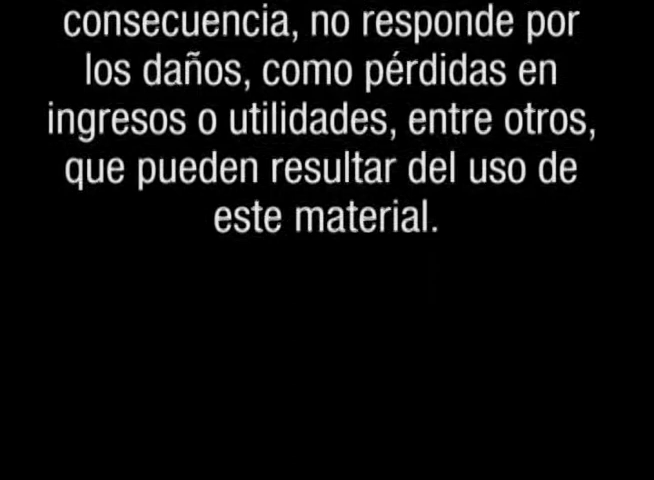 consecuencia, no responde por
los daños, como pérdidas en
ingresos o utilidades, entre otros,
que pueden resultar del uso de
este material.